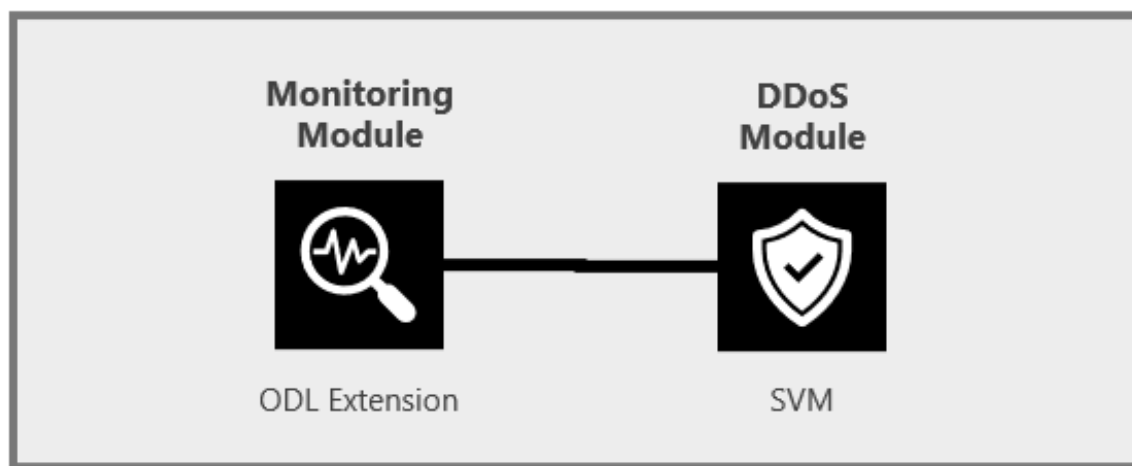 Monitoring
Module
DDoS
Module
ODL Extension
SVM